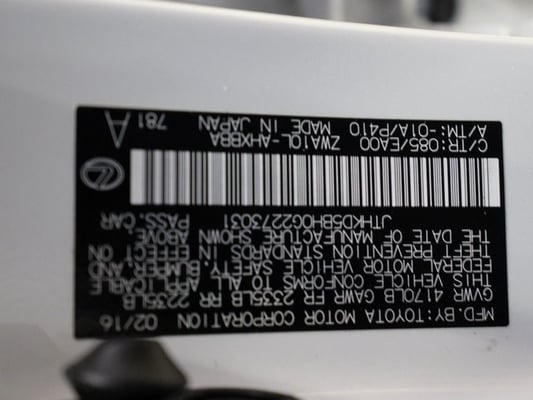 MFD. BY: TOYOTA MOTOR CORPORATION 02/16
GVWR 4170LB GAWR FR 2335LB RR 2235LB
THIS VEHICLE CONFORMS TO ALL APPLICABLE
FEDERAL MOTOR VEHICLE SAFETY, BUMPER, AND
THEFT PREVENTION STANDARDS IN EFFECT ON
THE DATE OF MANUFACTURE SHOWN ABOVE.
JTHKD5BH0G2273031 PASS. CAR
C/TR: 085/EA00 ZWA10L-AHXBBA
A/TM: -01A/P410 MADE IN JAPAN
A 781